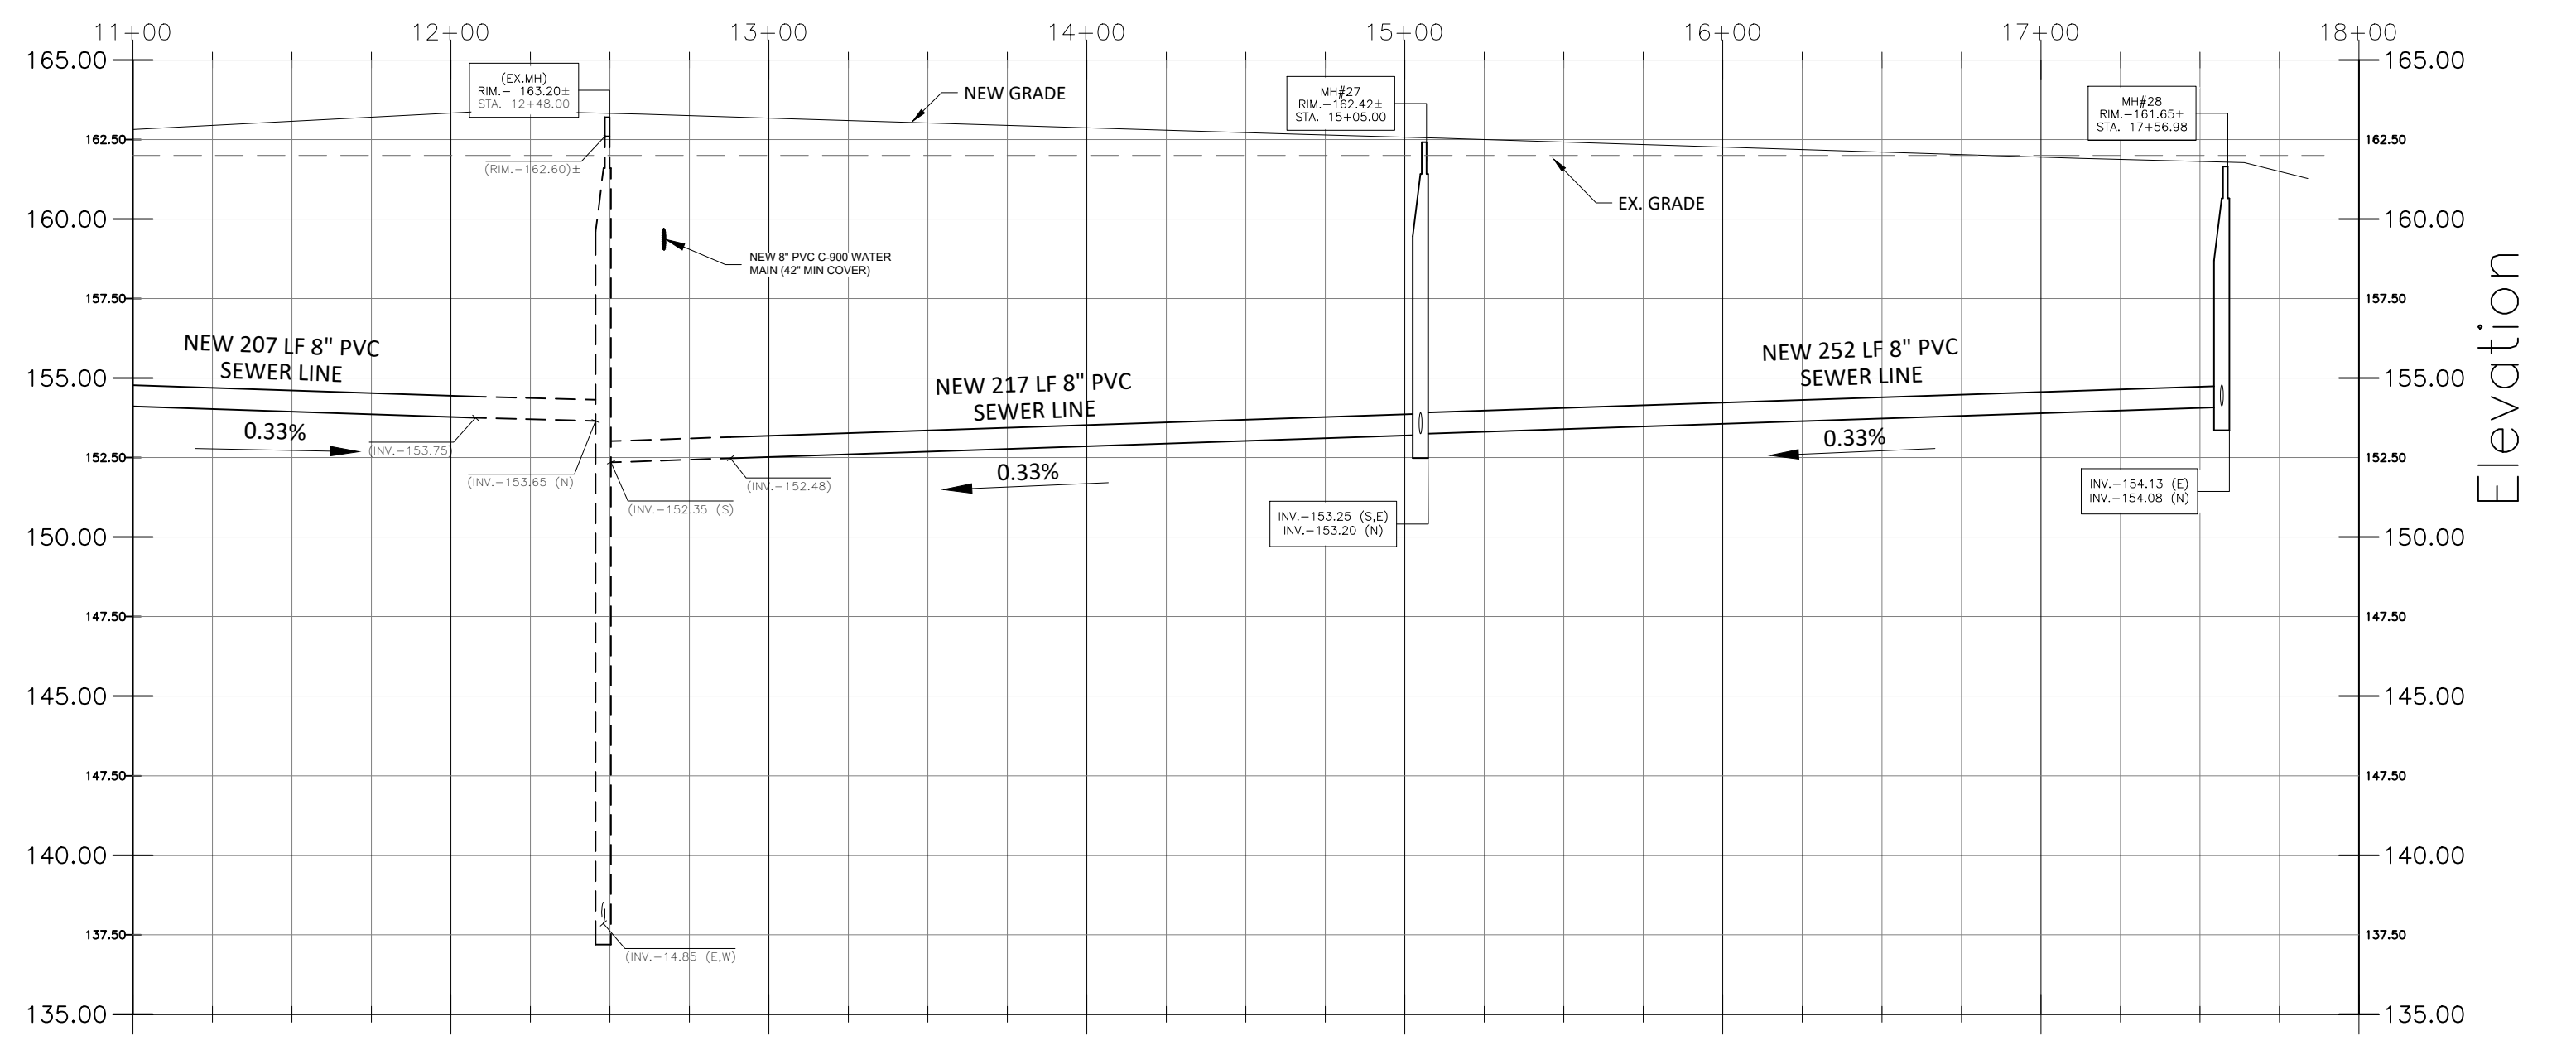 11+00 12+00 13+00 14+00 15+00 16+00 17+00 18+00
165.00
162.50
160.00
157.50
155.00
152.50
150.00
147.50
145.00
147.50
140.00
137.50
135.00
(EX.MH)
RIM.- 163.20±
STA. 12+48.00
(RIM.-162.60)±
NEW GRADE
NEW 8" PVC C-900 WATER
MAIN (42" MIN COVER)
MH#27
RIM.-162.42±
STA. 15+05.00
EX. GRADE
MH#28
RIM.-161.65±
STA. 17+56.98
NEW 207 LF 8" PVC
SEWER LINE
0.33%
(INV.-153.75)
(INV.-153.65 (N)
(INV.-152.35 (S)
(INV.-152.48)
NEW 217 LF 8" PVC
SEWER LINE
0.33%
INV.-153.25 (S,E)
INV.-153.20 (N)
NEW 252 LF 8" PVC
SEWER LINE
0.33%
INV.-154.13 (E)
INV.-154.08 (N)
(INV.-14.85 (E,W)
165.00
162.50
160.00
157.50
155.00
152.50
150.00
147.50
145.00
147.50
140.00
137.50
135.00
Elevation